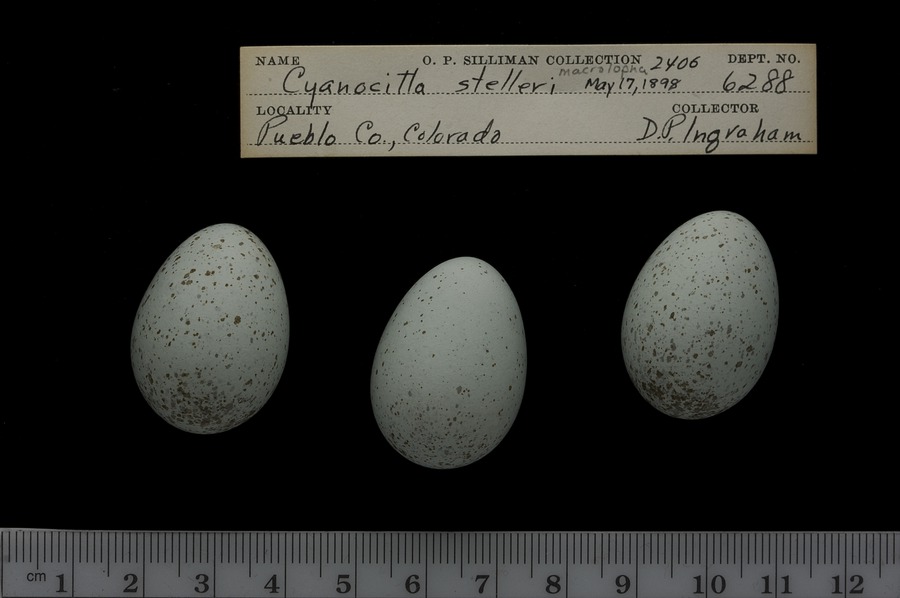 NAME O. P. SILLIMAN COLLECTION 2406 DEPT. NO.
Cyanocitta stelleri macrolopha May 17, 1898 6288
LOCALITY COLLECTOR
Pueblo Co., Colorado D.P. Ingraham
cm 1 2 3 4 5 6 7 8 9 10 11 12